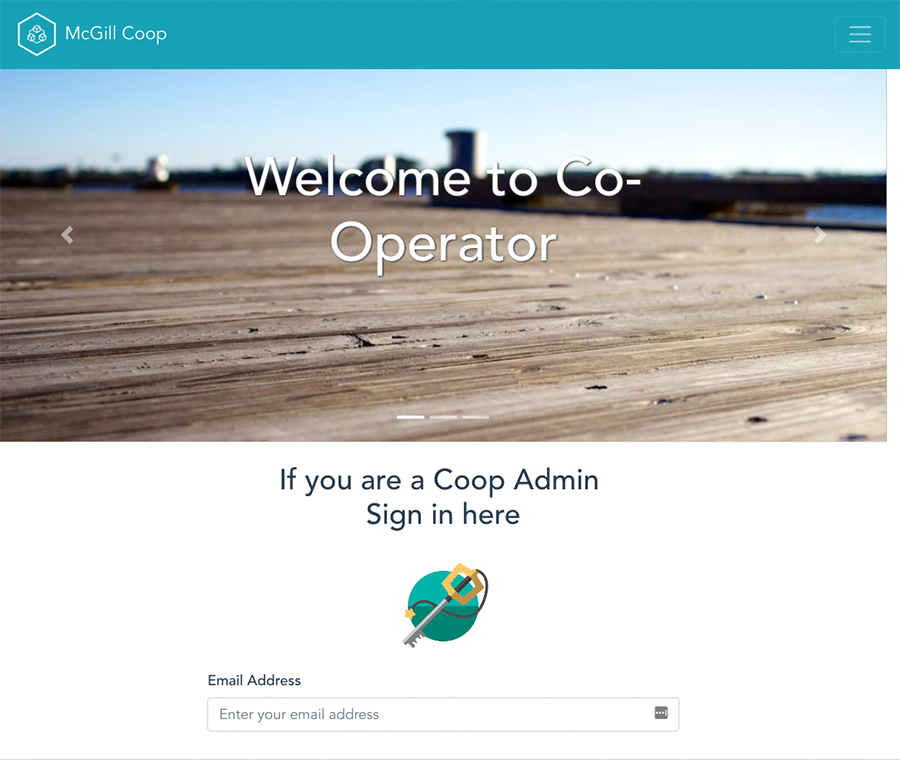 McGill Coop
Welcome to Co-
Operator
If you are a Coop Admin
Sign in here
Email Address
Enter your email address